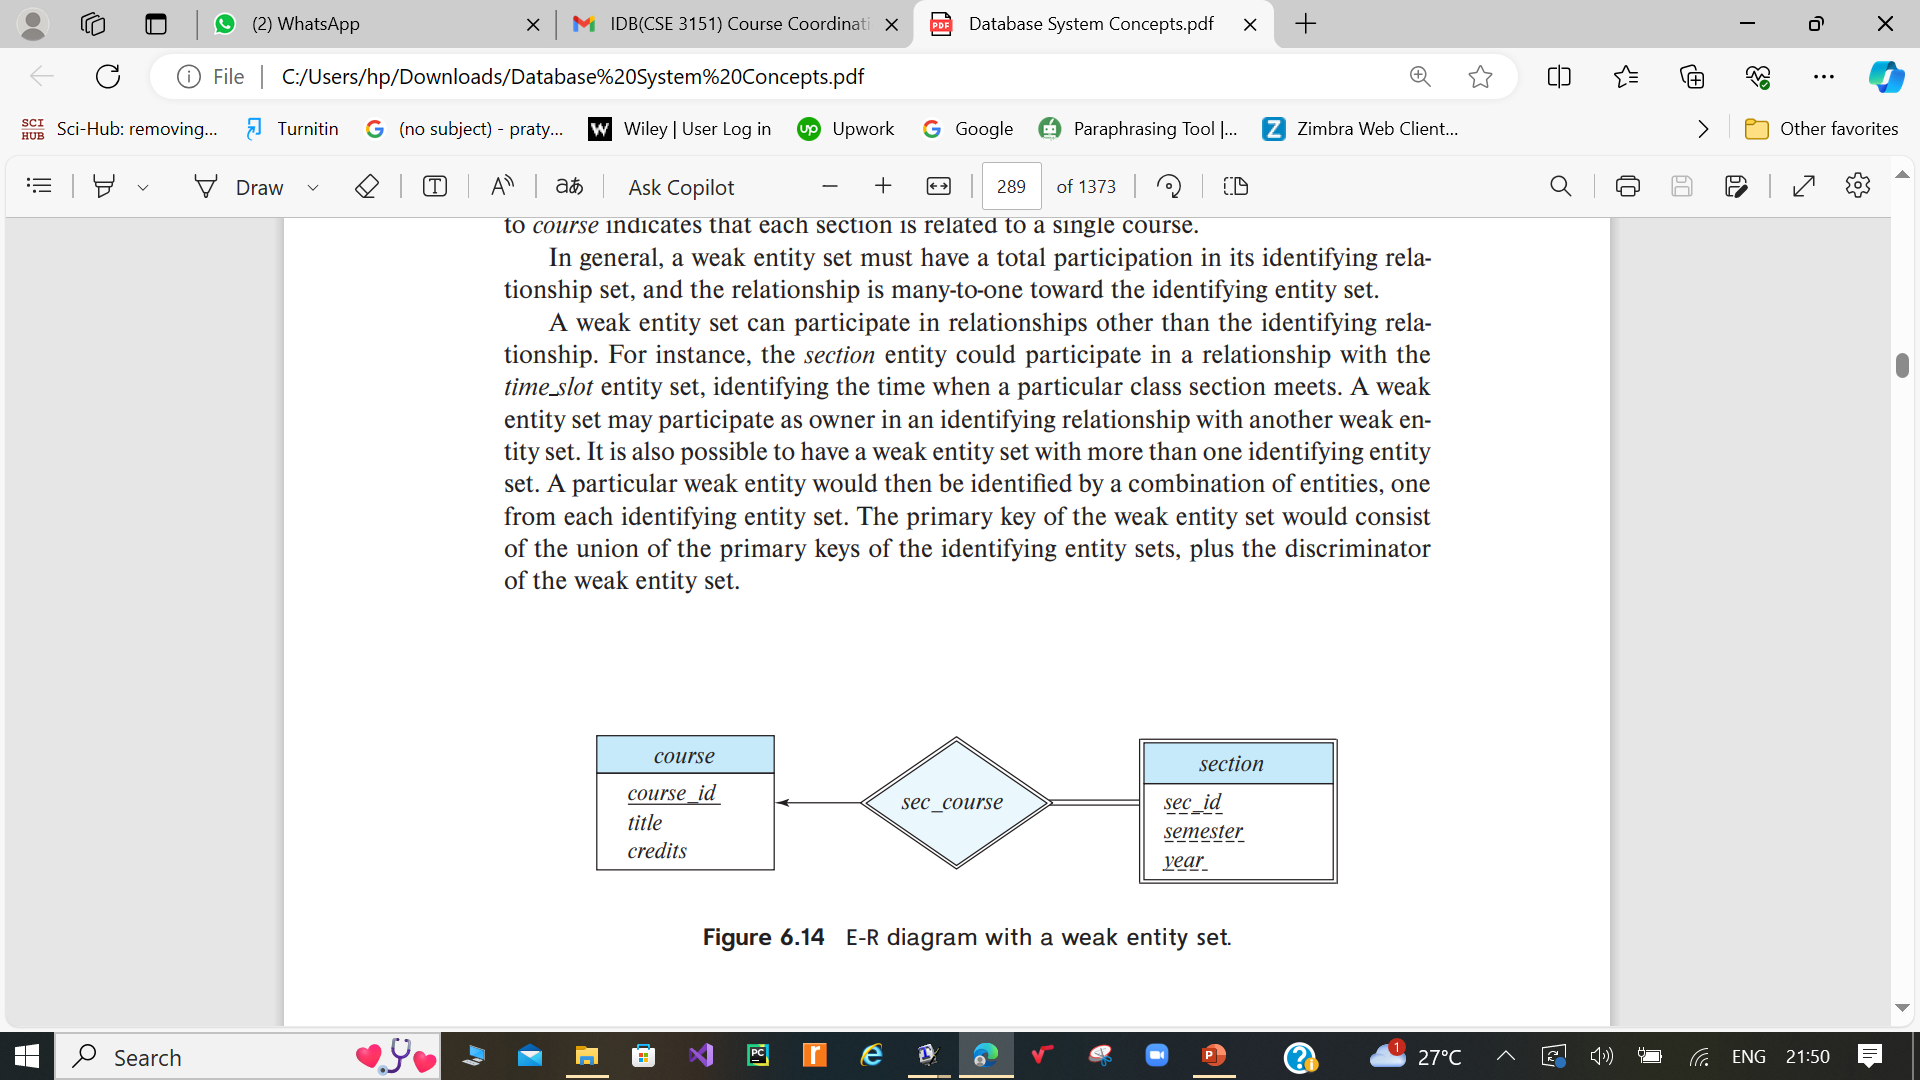 (2) WhatsApp
IDB(CSE 3151) Course Coordinati
Database System Concepts.pdf
File
C:/Users/hp/Downloads/Database%20System%20Concepts.pdf
SCI HUB Sci-Hub: removing...
Turnitin
(no subject) - praty...
W Wiley | User Log in
up Upwork
Google
Paraphrasing Tool |...
Z Zimbra Web Client...
Other favorites
Draw
Ask Copilot
289 of 1373
to course indicates that each section is related to a single course.
In general, a weak entity set must have a total participation in its identifying rela-
tionship set, and the relationship is many-to-one toward the identifying entity set.
A weak entity set can participate in relationships other than the identifying rela-
tionship. For instance, the section entity could participate in a relationship with the
time_slot entity set, identifying the time when a particular class section meets. A weak
entity set may participate as owner in an identifying relationship with another weak en-
tity set. It is also possible to have a weak entity set with more than one identifying entity
set. A particular weak entity would then be identified by a combination of entities, one
from each identifying entity set. The primary key of the weak entity set would consist
of the union of the primary keys of the identifying entity sets, plus the discriminator
of the weak entity set.
course
course_id
title
credits
sec_course
section
sec_id
semester
year
Figure 6.14 E-R diagram with a weak entity set.
Search
1
27°C
ENG
21:50